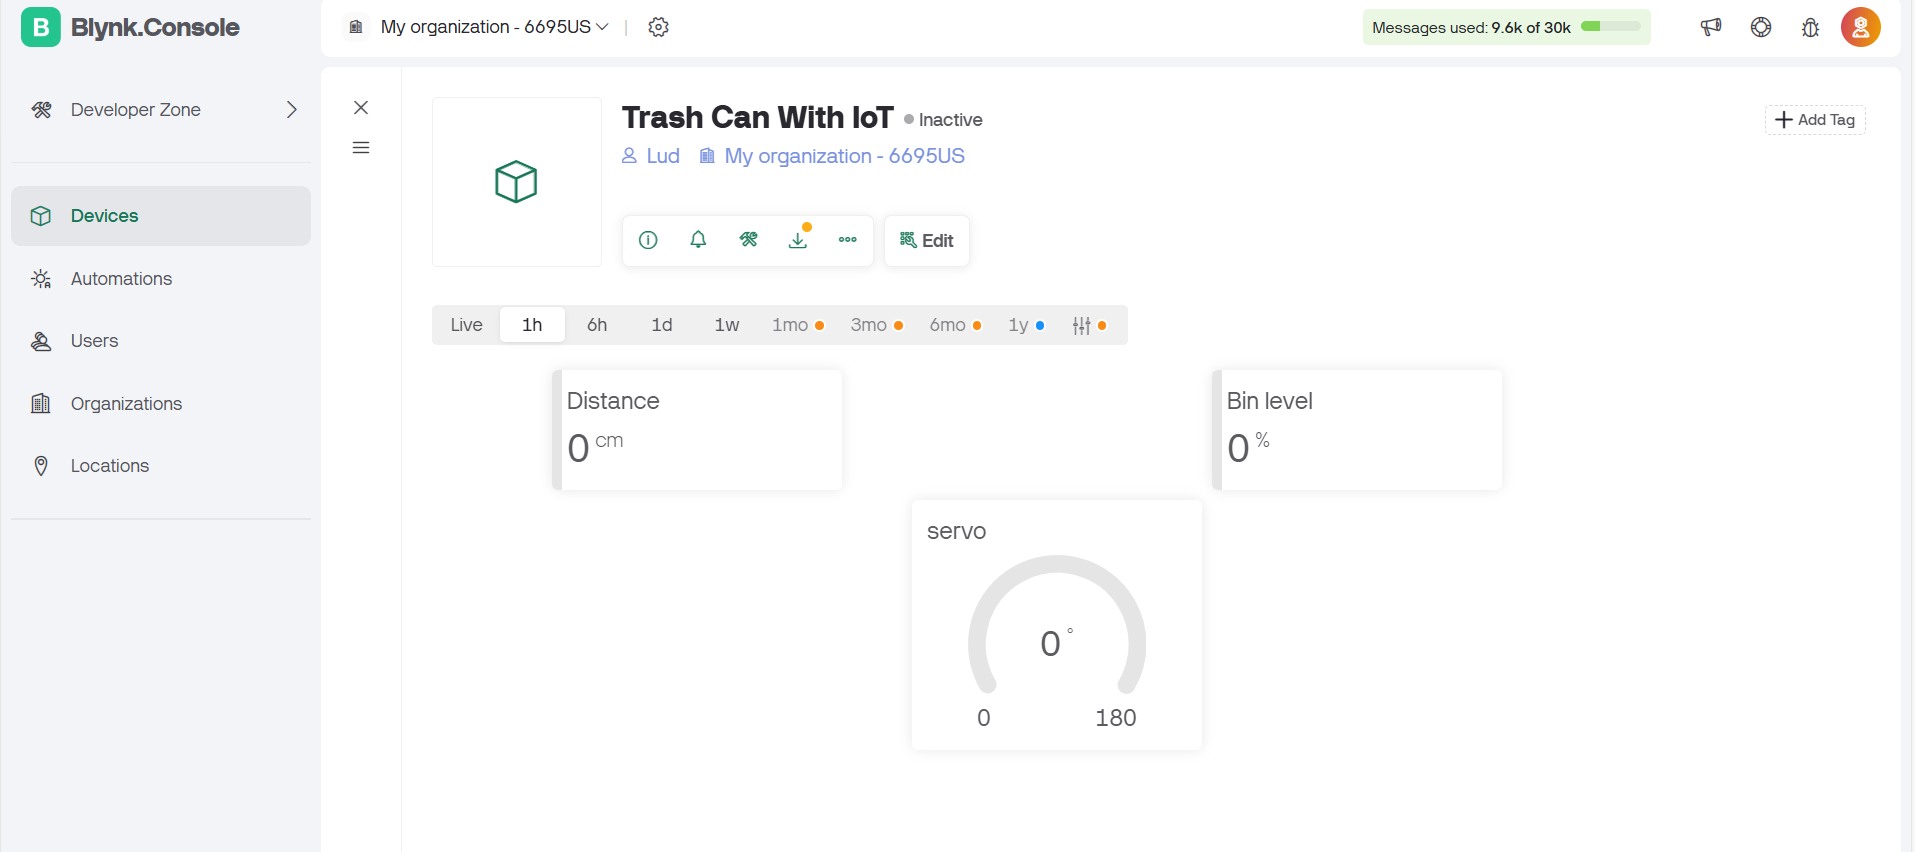 B Blynk.Console
My organization - 6695US
Messages used: 9.6k of 30k
Developer Zone
Devices
Automations
Users
Organizations
Locations
Trash Can With IoT Inactive
Add Tag
Lud My organization - 6695US
Edit
Live 1h 6h 1d 1w 1mo 3mo 6mo 1y
Distance
0 cm
Bin level
0 %
servo
0 °
0 180